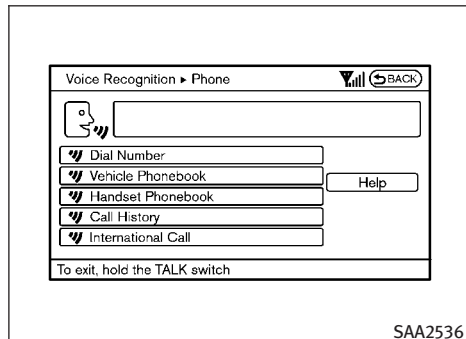 Voice Recognition ▸ Phone BACK
Dial Number
Vehicle Phonebook
Help
Handset Phonebook
Call History
International Call
To exit, hold the TALK switch
SAA2536